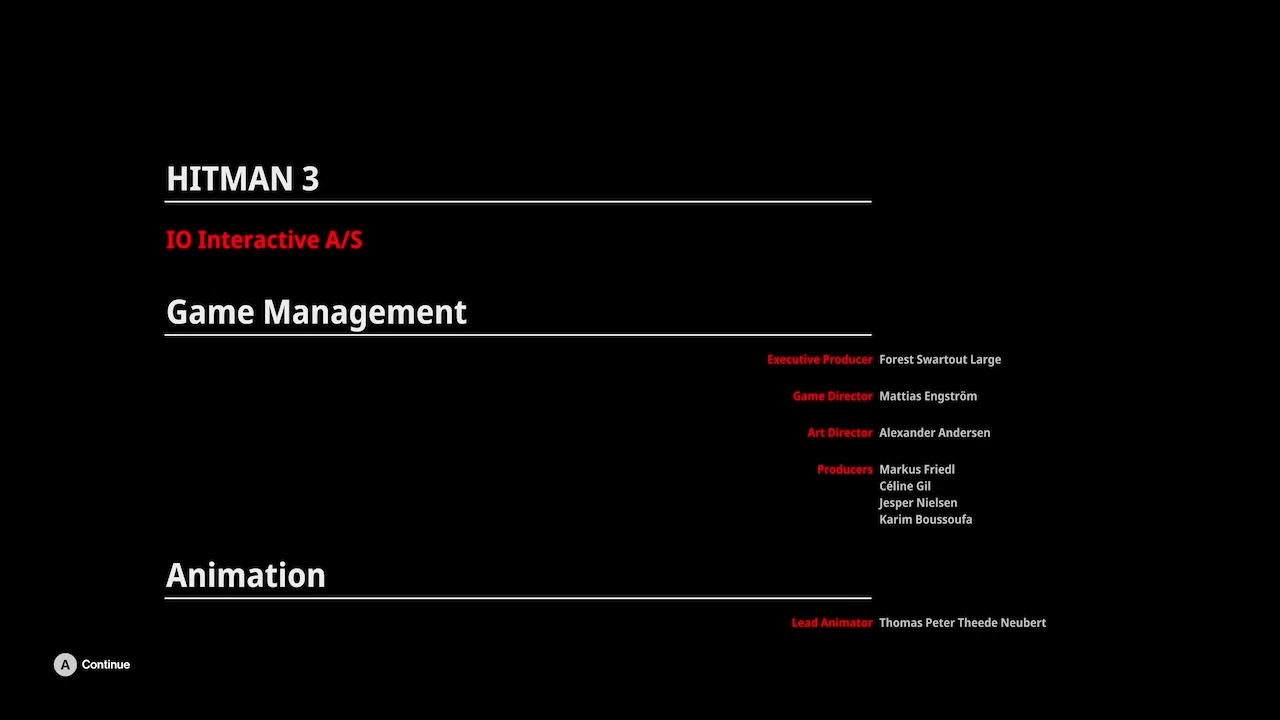 HITMAN 3
IO Interactive A/S
Game Management
Executive Producer Forest Swartout Large
Game Director Mattias Engström
Art Director Alexander Andersen
Producers Markus Friedl
Céline Gil
Jesper Nielsen
Karim Boussoufa
Animation
Lead Animator Thomas Peter Theede Neubert
A Continue